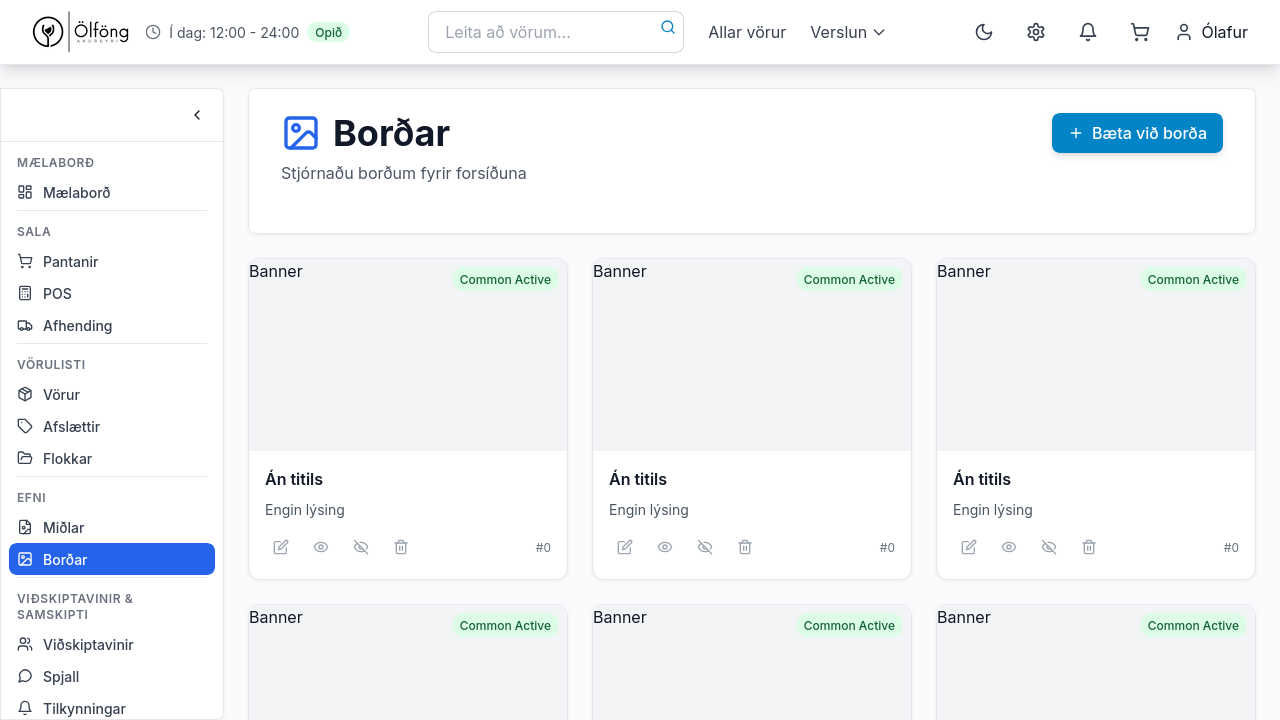 Ölföng
AKUREYRI
Í dag: 12:00 - 24:00
Opið
Leita að vörum...
Allar vörur
Verslun
Ólafur
MÆLABORÐ
Mælaborð
SALA
Pantanir
POS
Afhending
VÖRULISTI
Vörur
Afslættir
Flokkar
EFNI
Miðlar
Borðar
VIÐSKIPTAVINIR &
SAMSKIPTI
Viðskiptavinir
Spjall
Tilkynningar
Borðar
Stjórnaðu borðum fyrir forsíðuna
Bæta við borða
Banner
Common Active
Án titils
Engin lýsing
#0
Banner
Common Active
Án titils
Engin lýsing
#0
Banner
Common Active
Án titils
Engin lýsing
#0
Banner
Common Active
Banner
Common Active
Banner
Common Active